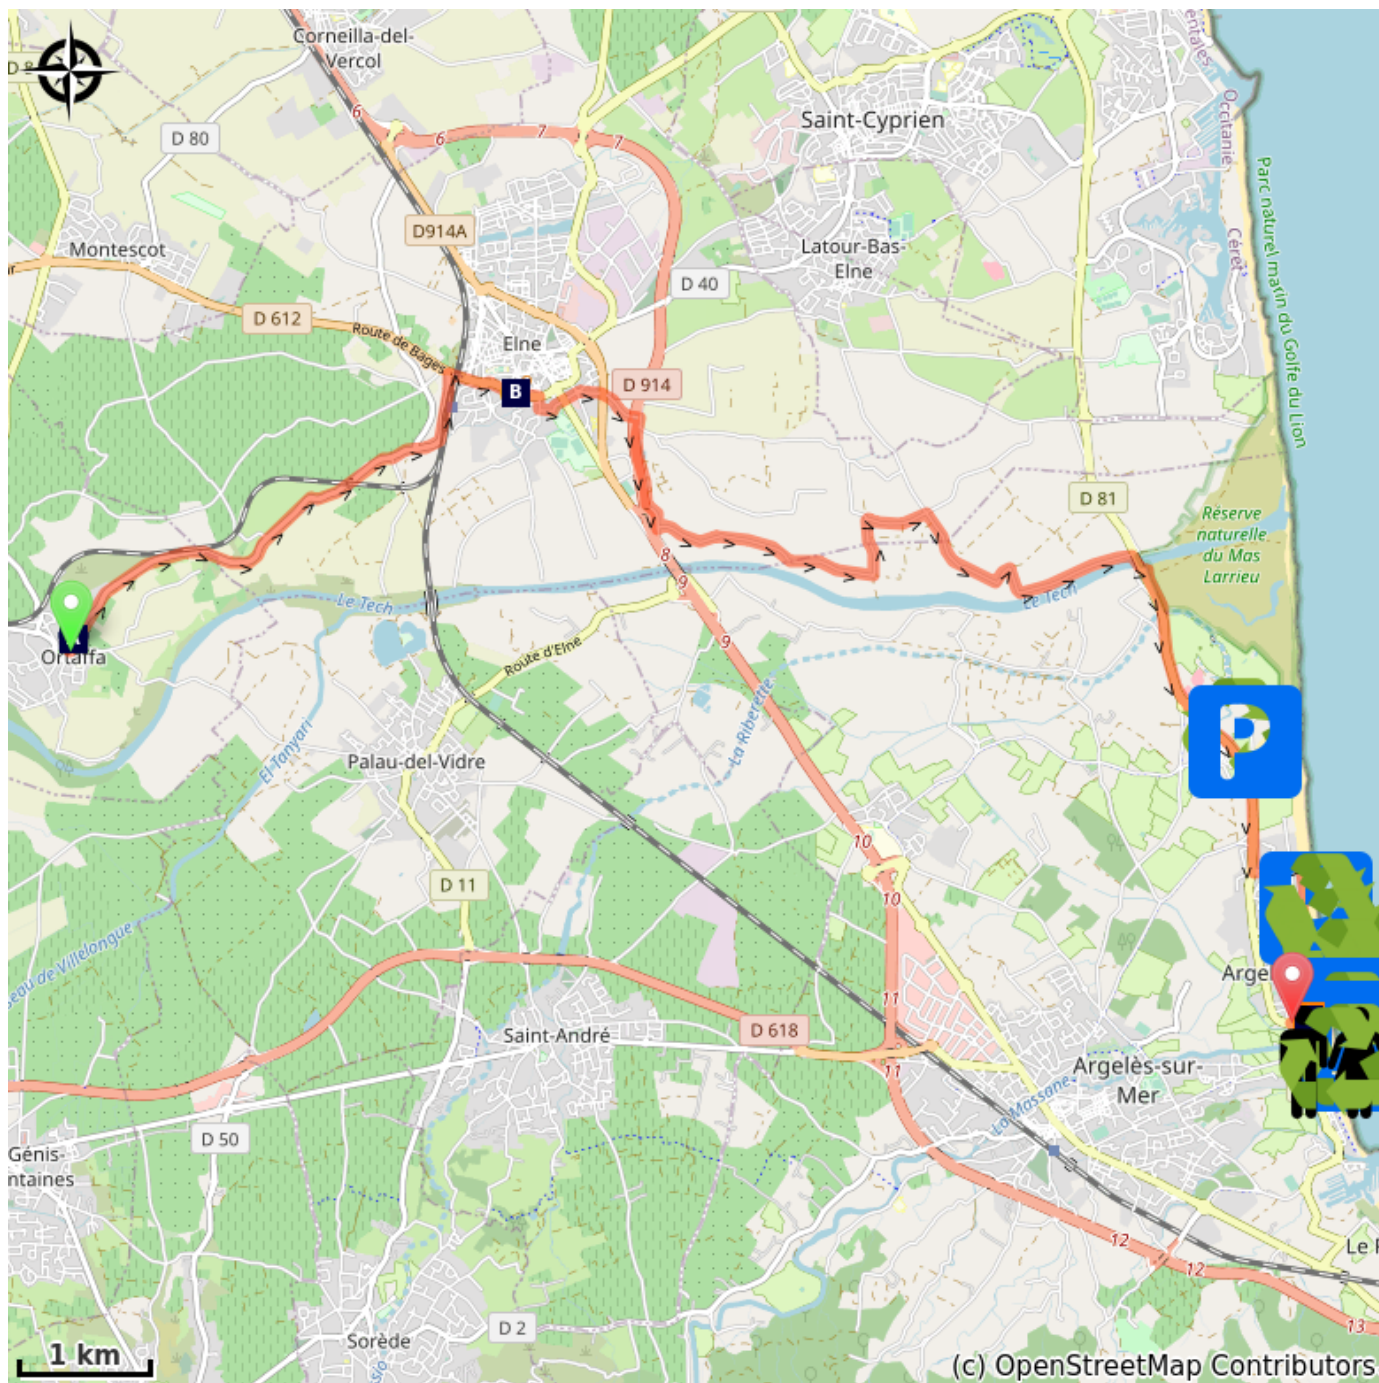 Corneilla-del-
Vercol
D 80
6
6
7
7
Saint-Cyprien
Occitanie
Céret
Parc naturel marin du Golfe du Lion
D914A
Montescot
Latour-Bas-
Elne
D 40
D 612
Route de Bages
Elne
D 914
B
D 81
Réserve
naturelle
du Mas
Larrieu
8
9
Le Tech
Le Tech
Route d'Elne
9
La Riberette
El Tanyari
Palau-del-Vidre
P
10
10
D 11
11
Saint-André
D 618
11
Argelès-sur-
Mer
La Massane
D 50
12
12
13
Sorède
D 2
1 km
(c) OpenStreetMap Contributors